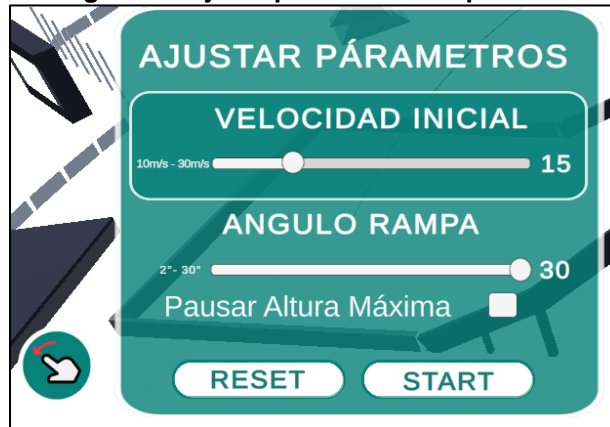 AJUSTAR PÁRAMETROS
VELOCIDAD INICIAL
10m/s - 30m/s 15
ANGULO RAMPA
2°- 30° 30
Pausar Altura Máxima
RESET START